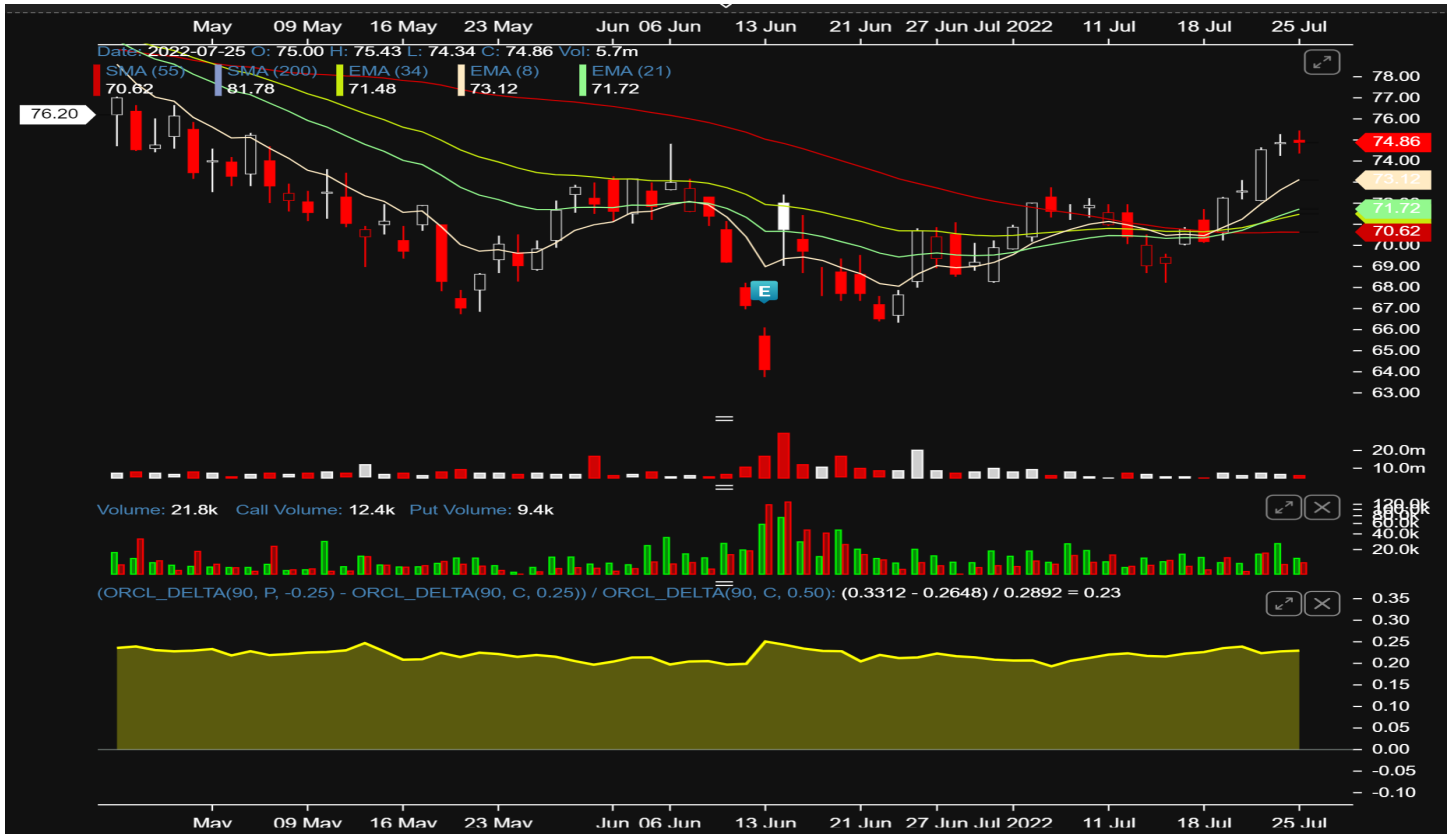 May 09 May 16 May 23 May Jun 06 Jun 13 Jun 21 Jun 27 Jun Jul 2022 11 Jul 18 Jul 25 Jul
Date: 2022-07-25 O: 75.00 H: 75.43 L: 74.34 C: 74.86 Vol: 5.7m
SMA (55) SMA (200) EMA (34) EMA (8) EMA (21)
70.62 81.78 71.48 73.12 71.72
78.00
77.00
76.20
76.00
74.86
74.00
73.12
72.00
71.72
70.62
70.00
69.00
68.00
E
67.00
66.00
65.00
64.00
63.00
20.0m
10.0m
Volume: 21.8k Call Volume: 12.4k Put Volume: 9.4k
120.0k
100.0k
80.0k
60.0k
40.0k
20.0k
(ORCL_DELTA(90, P, -0.25) - ORCL_DELTA(90, C, 0.25)) / ORCL_DELTA(90, C, 0.50): (0.3312 - 0.2648) / 0.2892 = 0.23
0.35
0.30
0.25
0.20
0.15
0.10
0.05
0.00
-0.05
-0.10
May 09 May 16 May 23 May Jun 06 Jun 13 Jun 21 Jun 27 Jun Jul 2022 11 Jul 18 Jul 25 Jul